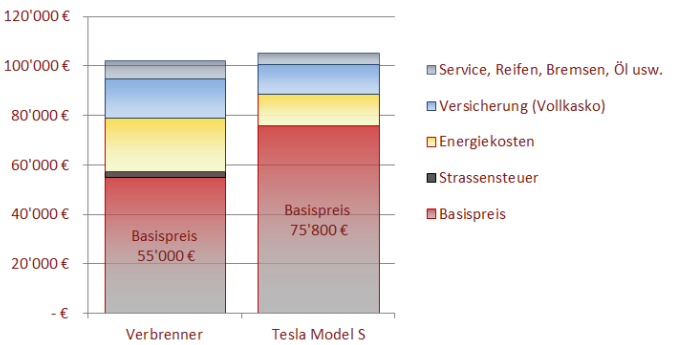 120'000 €
100'000 €
80'000 €
60'000 €
40'000 €
20'000 €
- €
Basispreis
55'000 €
Basispreis
75'800 €
Verbrenner
Tesla Model S
Service, Reifen, Bremsen, Öl usw.
Versicherung (Vollkasko)
Energiekosten
Strassensteuer
Basispreis